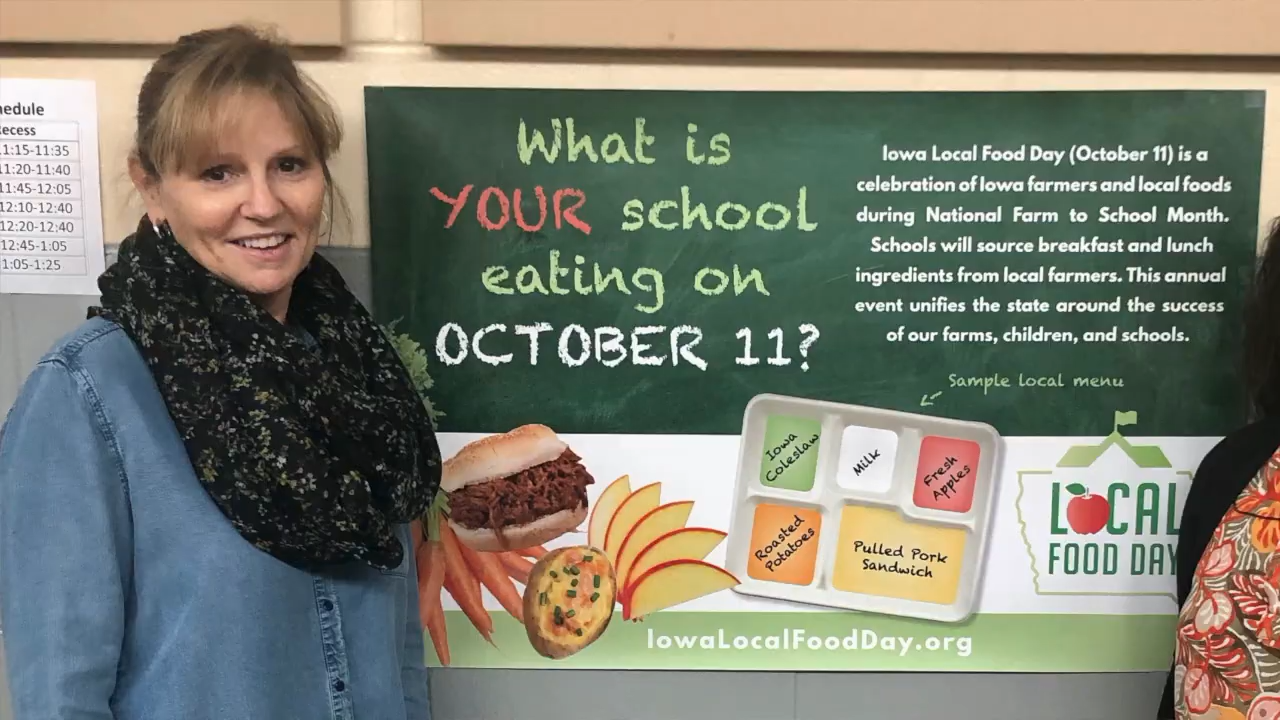 hedule
Recess
11:15-11:35
11:20-11:40
11:45-12:05
12:10-12:40
12:20-12:40
12:45-1:05
1:05-1:25
What is
YOUR school
eating on
OCTOBER 11?
Iowa Local Food Day (October 11) is a
celebration of Iowa farmers and local foods
during National Farm to School Month.
Schools will source breakfast and lunch
ingredients from local farmers. This annual
event unifies the state around the success
of our farms, children, and schools.
Sample local menu
Iowa
Coleslaw
Milk
Fresh
Apples
Roasted
Potatoes
Pulled Pork
Sandwich
LOCAL
FOOD DAY
IowaLocalFoodDay.org